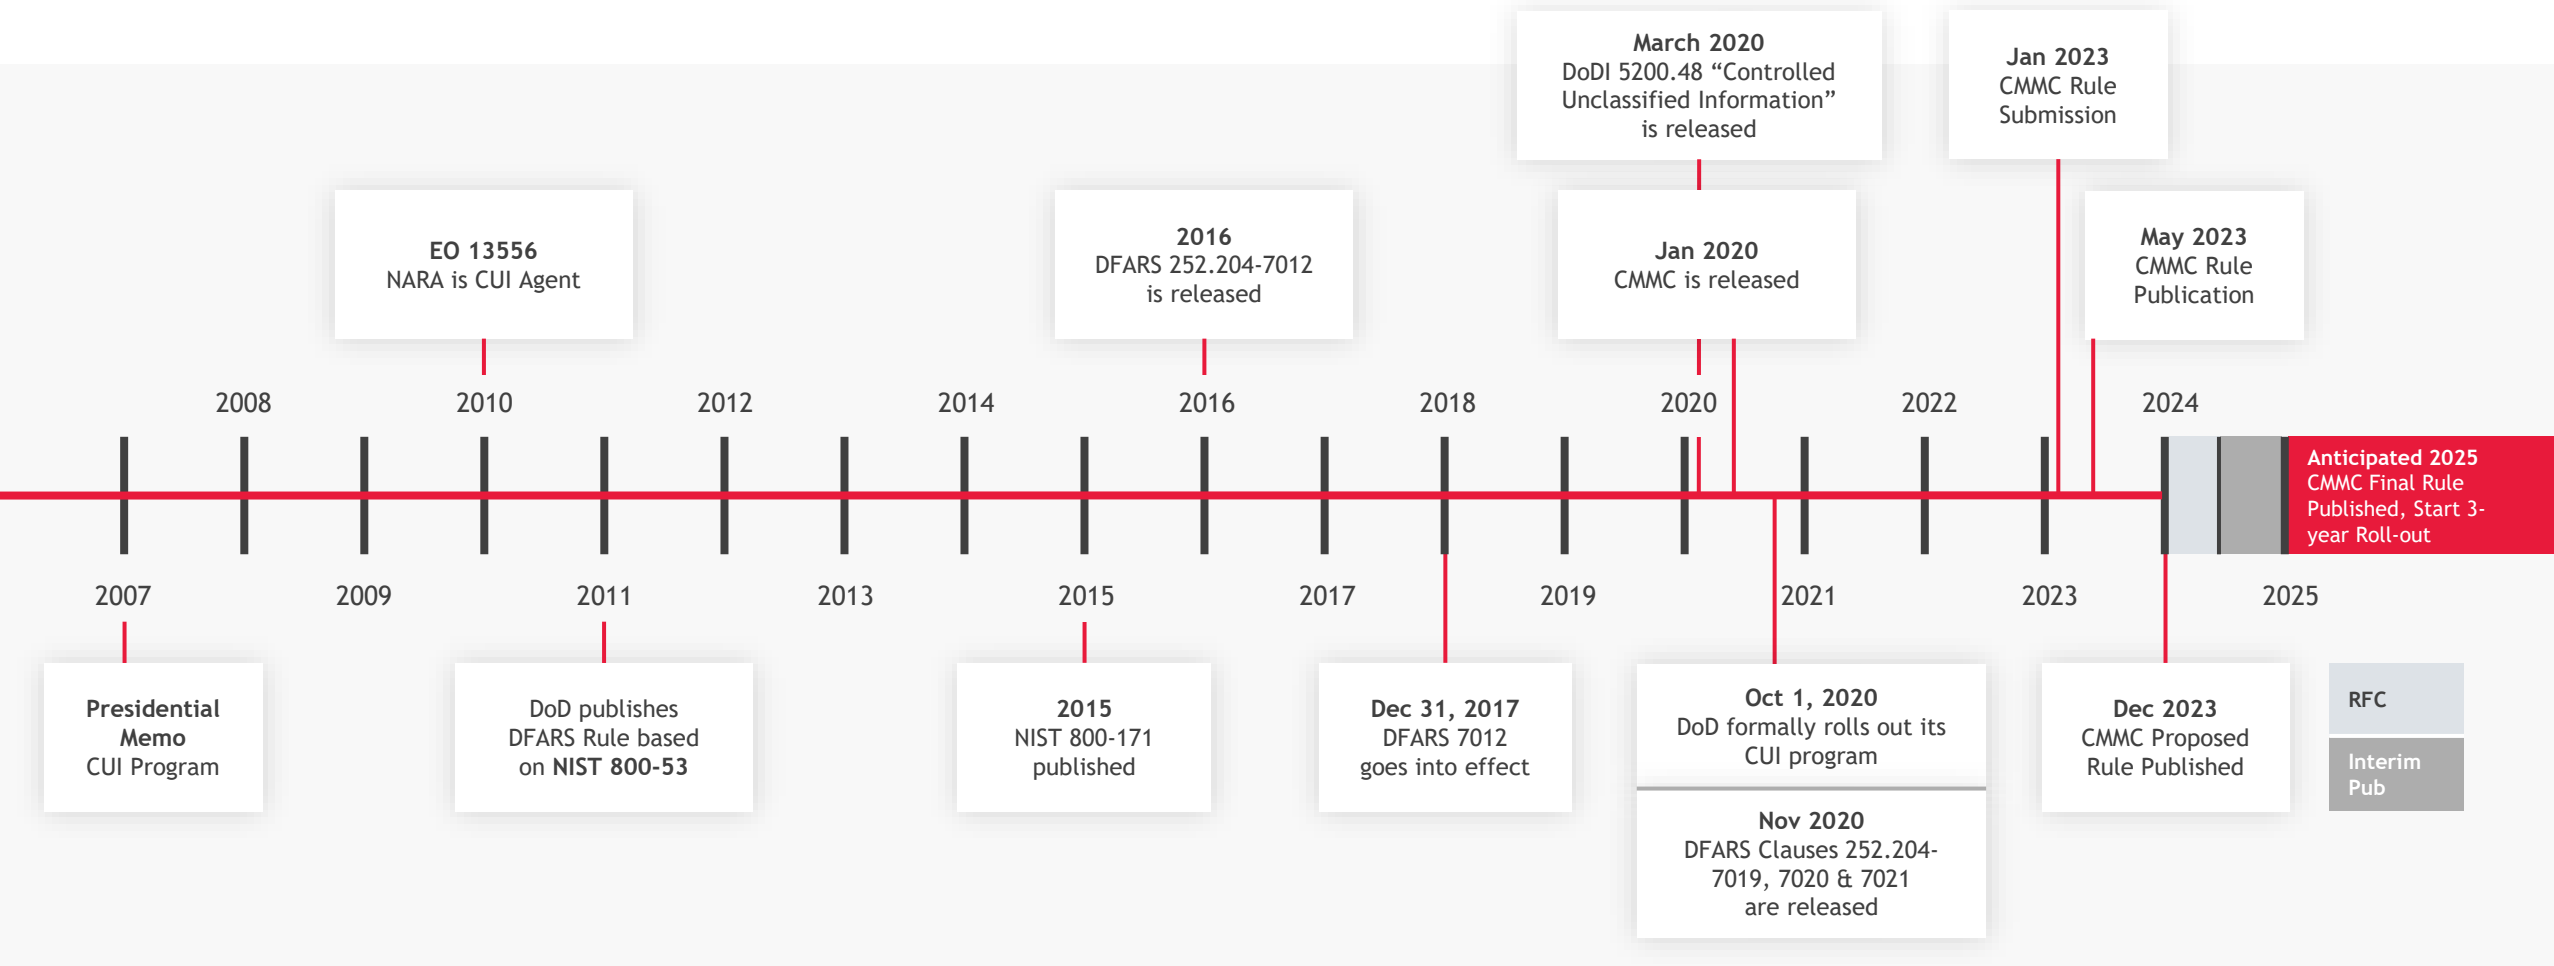 March 2020
DoDI 5200.48 “Controlled
Unclassified Information”
is released
Jan 2023
CMMC Rule
Submission
EO 13556
NARA is CUI Agent
2016
DFARS 252.204-7012
is released
Jan 2020
CMMC is released
May 2023
CMMC Rule
Publication
2008
2010
2012
2014
2016
2018
2020
2022
2024
Anticipated 2025
CMMC Final Rule
Published, Start 3-
year Roll-out
2007
2009
2011
2013
2015
2017
2019
2021
2023
2025
Presidential
Memo
CUI Program
DoD publishes
DFARS Rule based
on NIST 800-53
2015
NIST 800-171
published
Dec 31, 2017
DFARS 7012
goes into effect
Oct 1, 2020
DoD formally rolls out its
CUI program
Nov 2020
DFARS Clauses 252.204-
7019, 7020 & 7021
are released
Dec 2023
CMMC Proposed
Rule Published
RFC
Interim
Pub